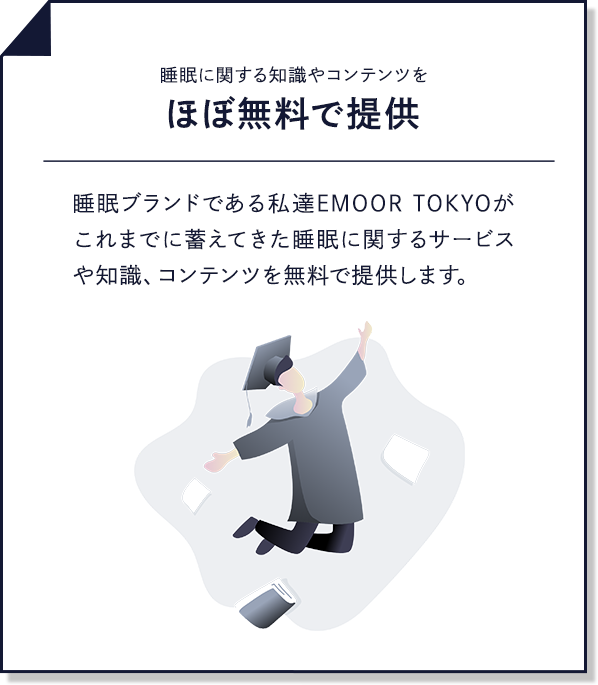 睡眠に関する知識やコンテンツを
ほぼ無料で提供
睡眠ブランドである私達EMOOR TOKYOが
これまでに蓄えてきた睡眠に関するサービス
や知識、コンテンツを無料で提供します。